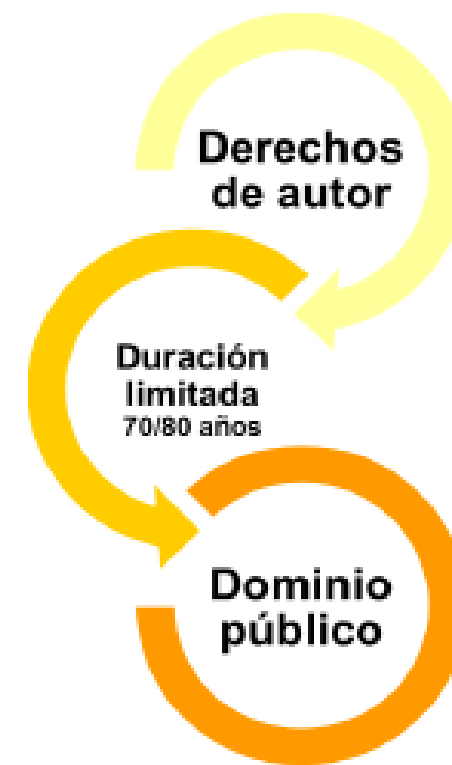 Derechos
de autor
Duración
limitada
70/80 años
Dominio
público